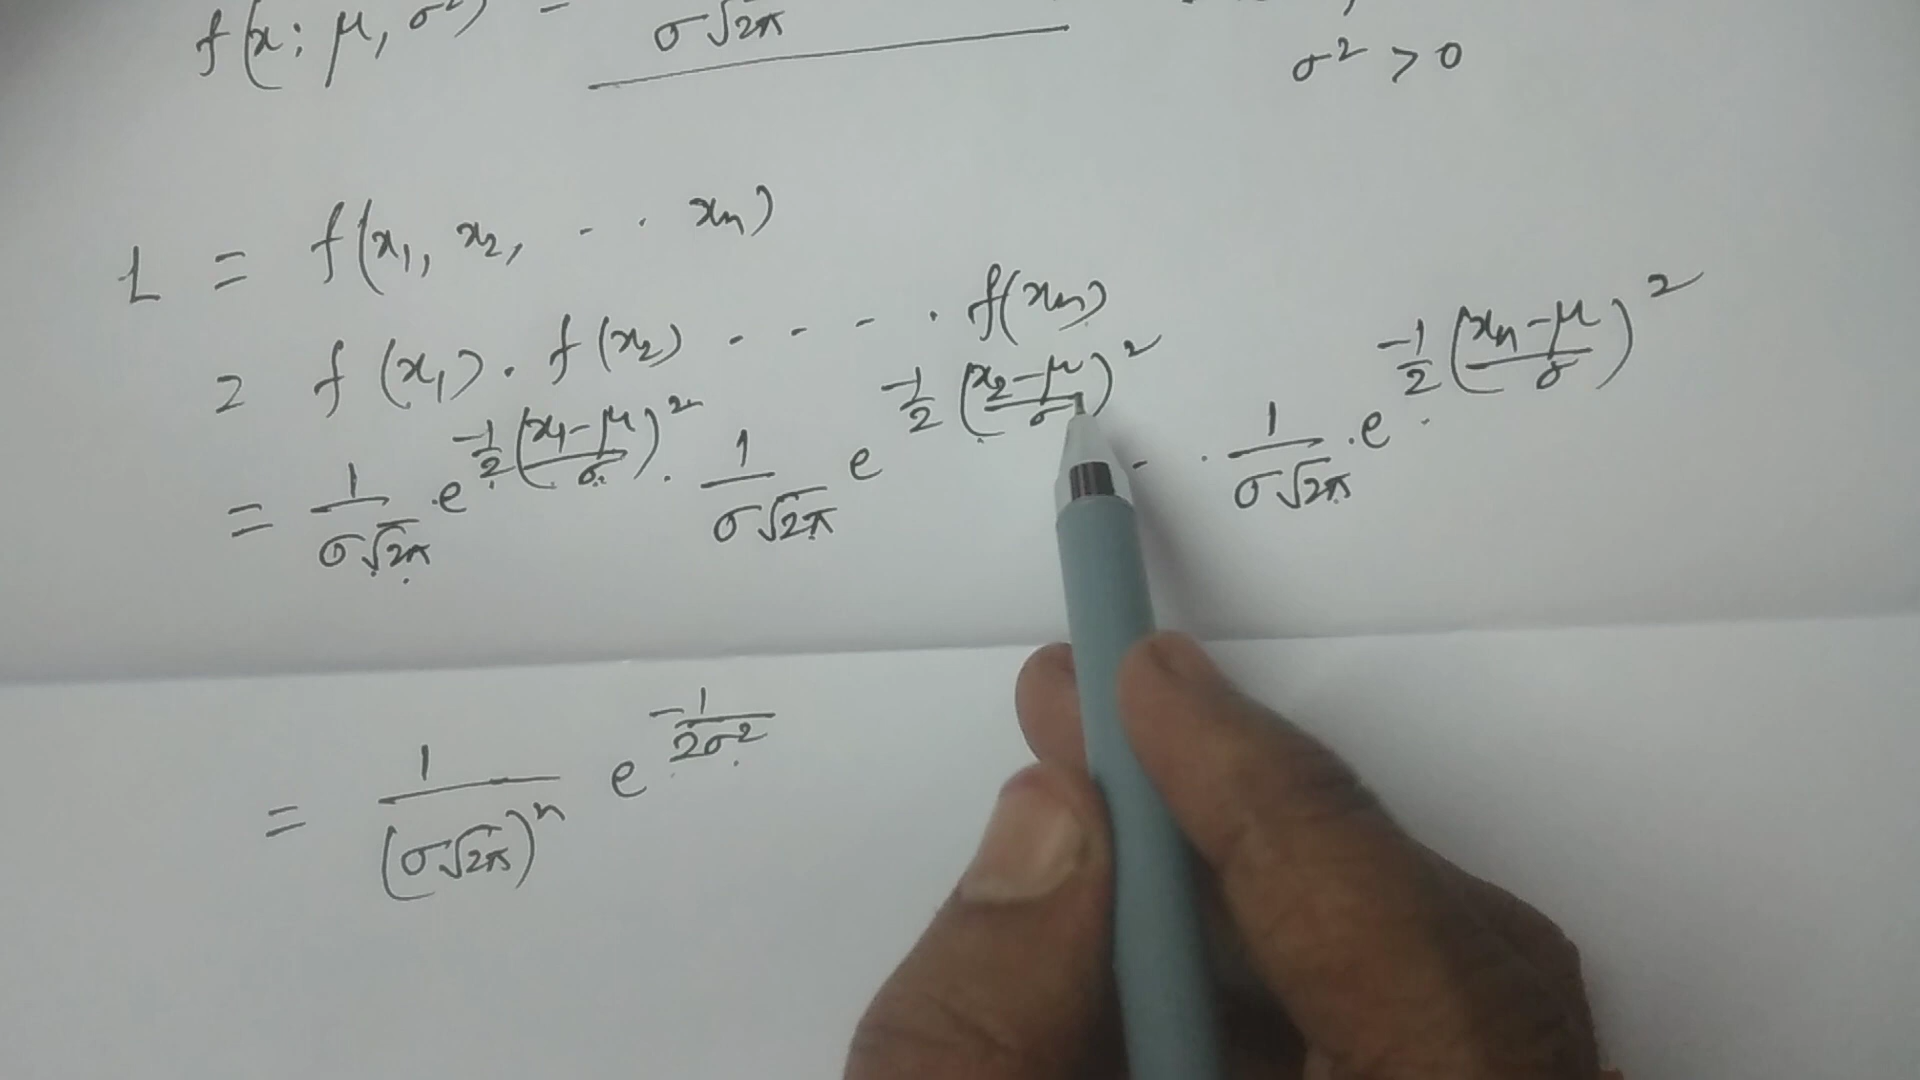 f(x; μ, σ²) = σ√2π
σ² > 0
L = f(x₁, x₂, - - . xₙ)
= f(x₁). f(x₂) - - - . f(xₙ)
= 1/σ√2π .e^(-1/2 ((x₁-μ)/σ)²) . 1/σ√2π e^(-1/2 ((x₂-μ)/σ)²) - . 1/σ√2π .e^(-1/2 ((xₙ-μ)/σ)²)
= 1/(σ√2π)ⁿ e^(-1/2σ²)